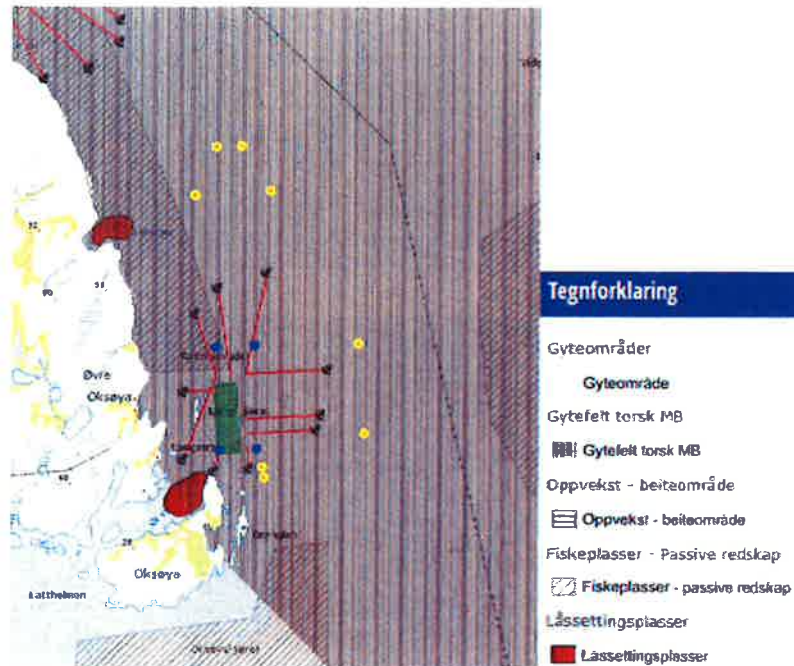 Øvre
Oksøya
Oksøya
Tegnforklaring
Gyteområder
Gyteområde
Gytefelt torsk MB
Gytefelt torsk MB
Oppvekst - beiteområde
Oppvekst - beiteområde
Fiskeplasser - Passive redskap
Fiskeplasser - passive redskap
Låssettingsplasser
Låssettingsplasser